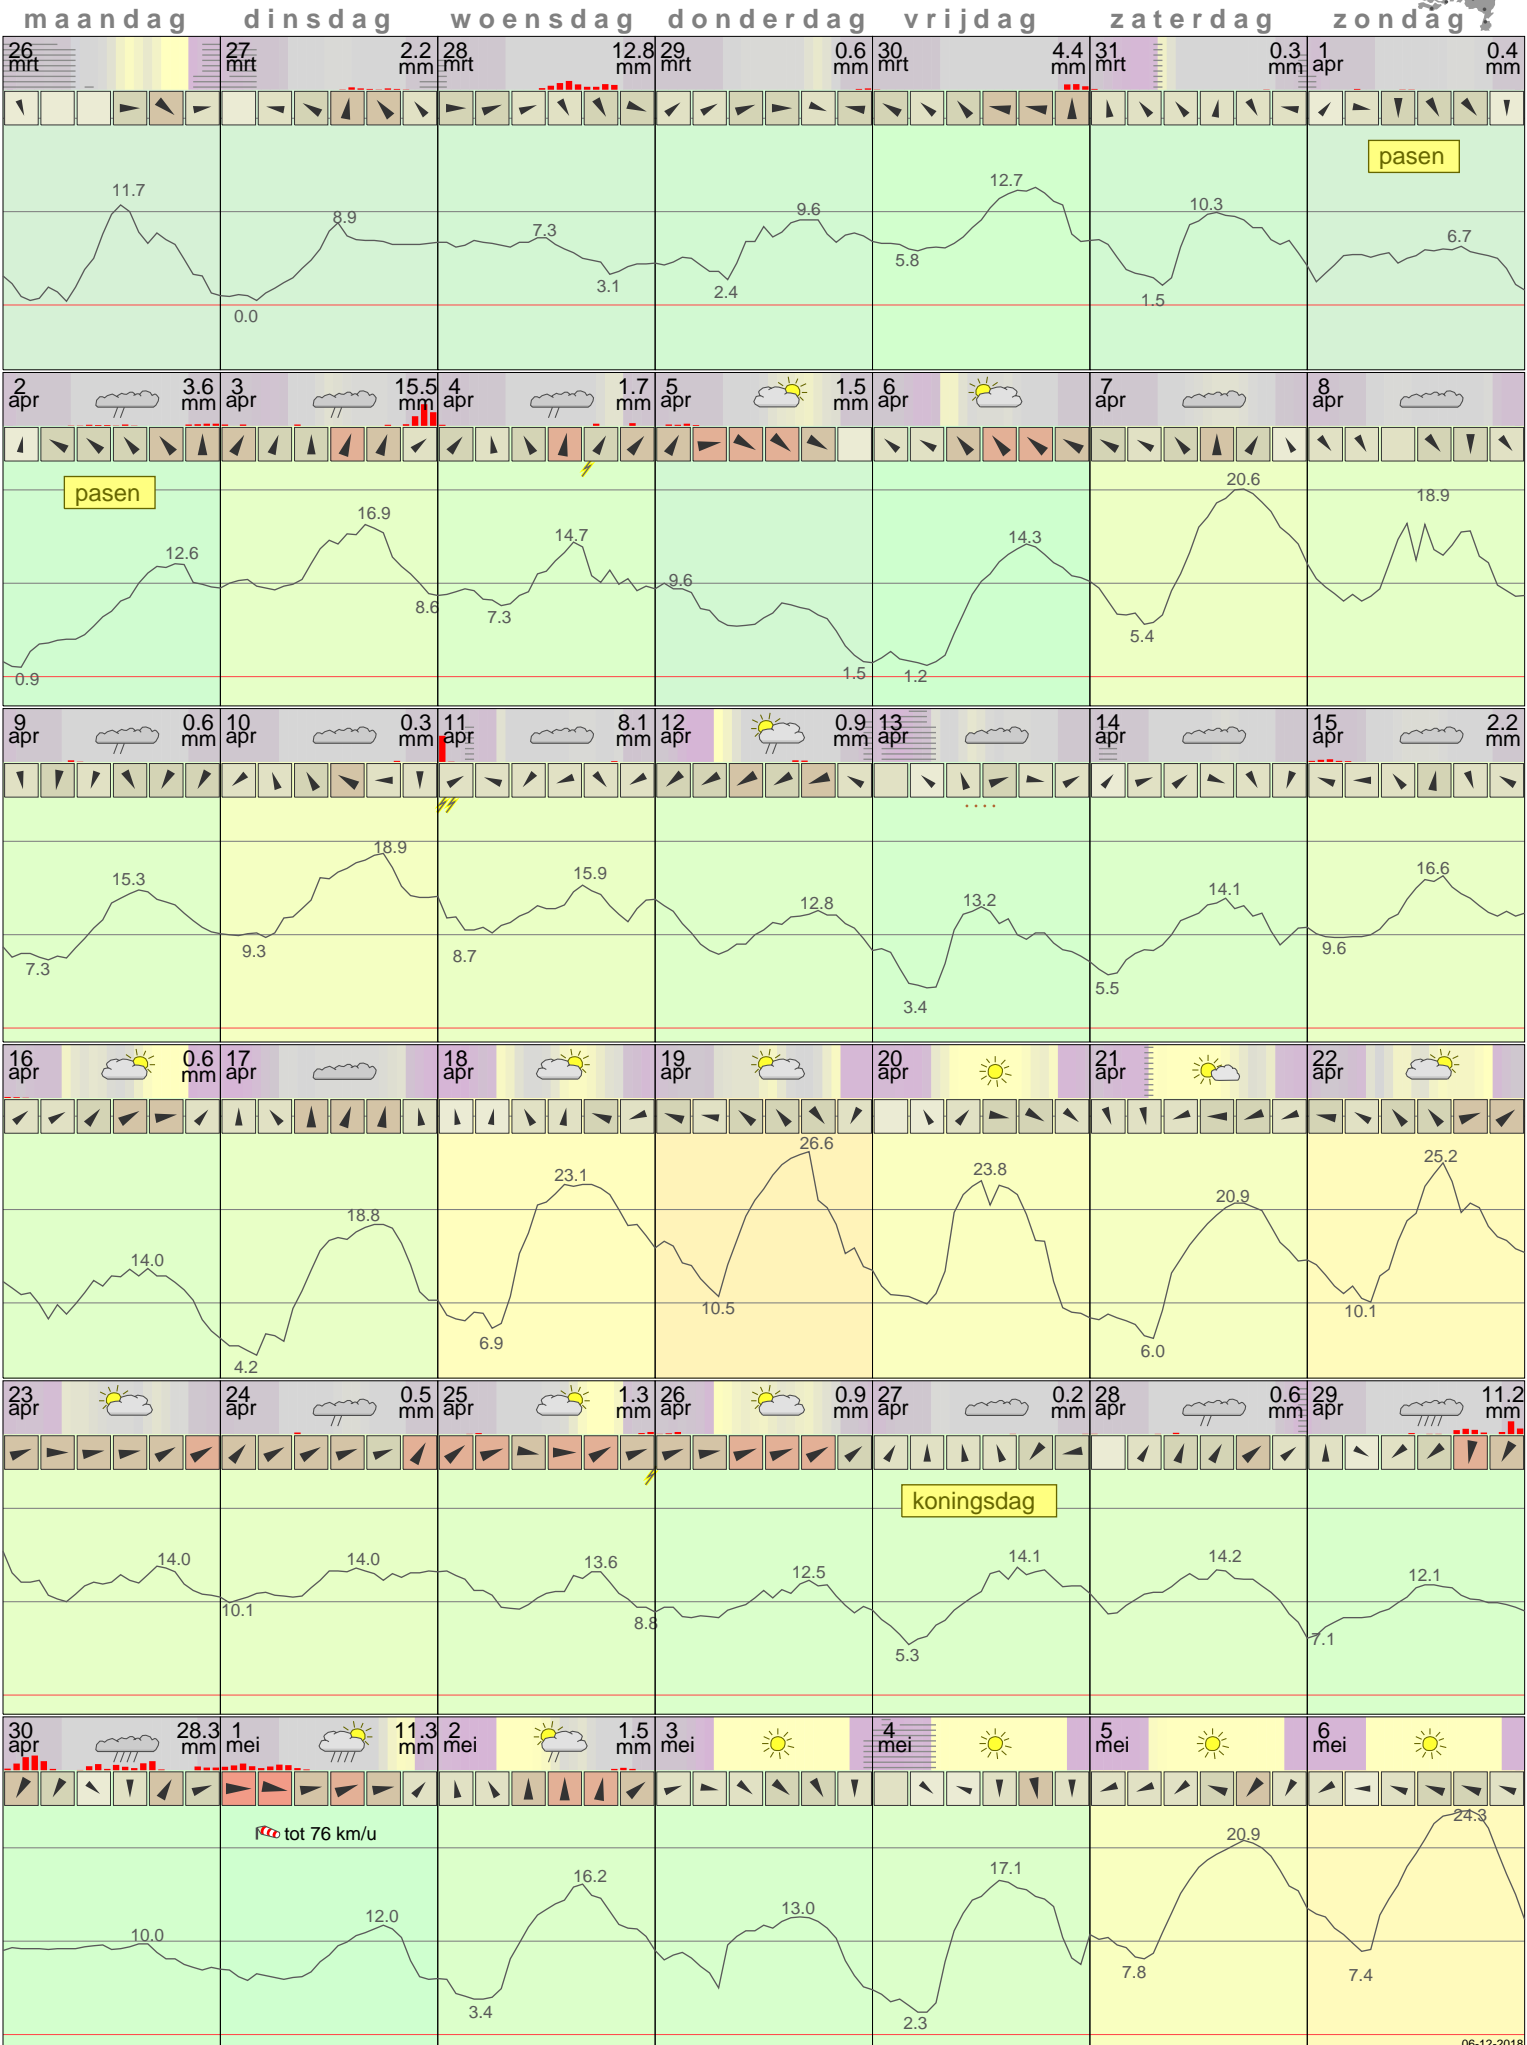 maandag dinsdag woensdag donderdag vrijdag zaterdag zondag
26 27 2.2 28 12.8 29 0.6 30 4.4 31 0.3 1 0.4
mrt mrt mm mrt mm mrt mm mrt mm mrt mm apr mm
pasen
11.7 8.9 7.3 9.6 12.7 10.3 6.7
0.0 3.1 2.4 5.8 1.5
2 3.6 3 15.5 4 1.7 5 1.5 6 7 8
apr mm apr mm apr mm apr mm apr apr apr
pasen
12.6 16.9 14.7 9.6 14.3 20.6 18.9
0.9 8.6 7.3 1.5 1.2 5.4
9 0.6 10 0.3 11 8.1 12 0.9 13 14 15 2.2
apr mm apr mm apr mm apr mm apr apr apr mm
15.3 18.9 15.9 12.8 13.2 14.1 16.6
7.3 9.3 8.7 3.4 5.5 9.6
16 0.6 17 18 19 20 21 22
apr mm apr apr apr apr apr apr
14.0 18.8 23.1 26.6 23.8 20.9 25.2
4.2 6.9 10.5 6.0 10.1
23 24 0.5 25 1.3 26 0.9 27 0.2 28 0.6 29 11.2
apr apr mm apr mm apr mm apr mm apr mm apr mm
koningsdag
14.0 14.0 13.6 12.5 14.1 14.2 12.1
10.1 8.8 5.3 7.1
30 28.3 1 11.3 2 1.5 3 4 5 6
apr mm mei mm mei mm mei mei mei mei
tot 76 km/u
10.0 12.0 16.2 13.0 17.1 20.9 24.3
3.4 2.3 7.8 7.4
06-12-2018